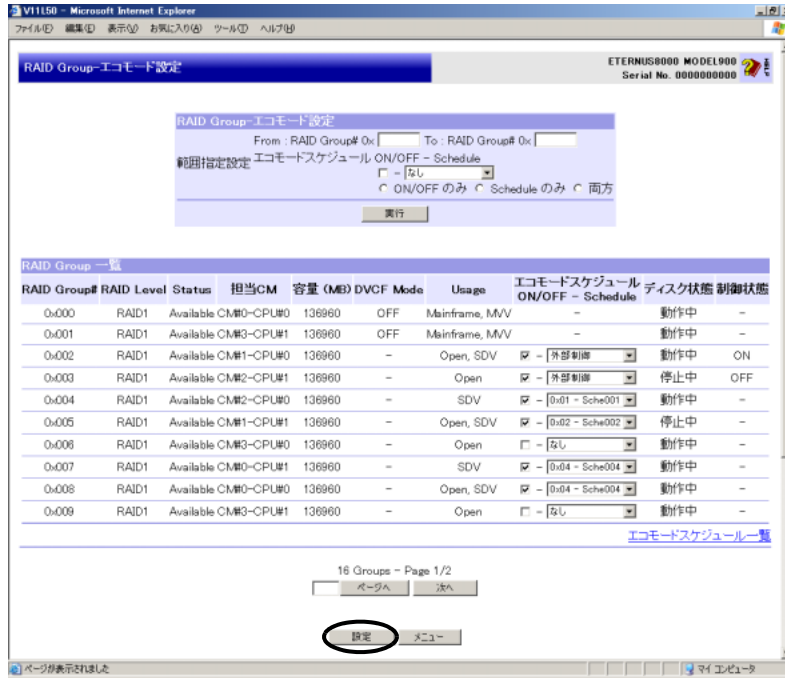 V11L50 - Microsoft Internet Explorer
ファイル(F) 編集(E) 表示(V) お気に入り(A) ツール(T) ヘルプ(H)
RAID Group-エコモード設定
ETERNUS8000 MODEL900
Serial No. 0000000000
RAID Group-エコモード設定
From : RAID Group# 0x To : RAID Group# 0x
範囲指定設定
エコモードスケジュール ON/OFF - Schedule
- なし
ON/OFF のみ Schedule のみ 両方
実行
RAID Group 一覧
RAID Group# RAID Level Status 担当CM 容量 (MB) DVCF Mode Usage エコモードスケジュール ON/OFF - Schedule ディスク状態 制御状態
0x000 RAID1 Available CM#0-CPU#0 136960 OFF Mainframe, MVV - 動作中 -
0x001 RAID1 Available CM#3-CPU#1 136960 OFF Mainframe, MVV - 動作中 -
0x002 RAID1 Available CM#1-CPU#0 136960 - Open, SDV - 外部制御 動作中 ON
0x003 RAID1 Available CM#2-CPU#1 136960 - Open - 外部制御 停止中 OFF
0x004 RAID1 Available CM#2-CPU#0 136960 - SDV - 0x01 - Sche001 動作中 -
0x005 RAID1 Available CM#1-CPU#1 136960 - Open, SDV - 0x02 - Sche002 停止中 -
0x006 RAID1 Available CM#3-CPU#0 136960 - Open - なし 動作中 -
0x007 RAID1 Available CM#0-CPU#1 136960 - SDV - 0x04 - Sche004 動作中 -
0x008 RAID1 Available CM#0-CPU#0 136960 - Open, SDV - 0x04 - Sche004 動作中 -
0x009 RAID1 Available CM#3-CPU#1 136960 - Open - なし 動作中 -
エコモードスケジュール一覧
16 Groups - Page 1/2
ページへ 次へ
設定 メニュー
ページが表示されました マイ コンピュータ